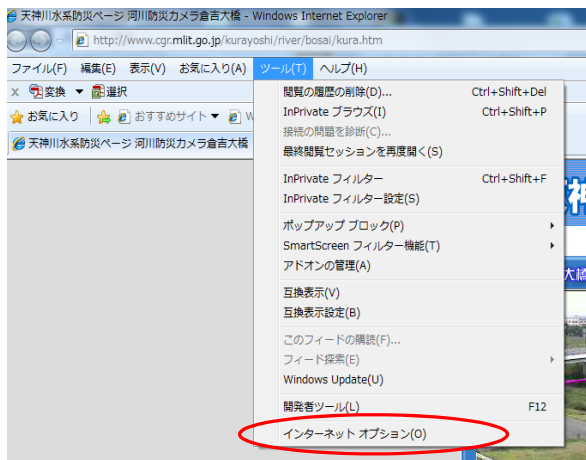 天神川水系防災ページ 河川防災カメラ倉吉大橋 - Windows Internet Explorer
http://www.cgr.mlit.go.jp/kurayoshi/river/bosai/kura.htm
ファイル(F) 編集(E) 表示(V) お気に入り(A) ツール(T) ヘルプ(H)
x 変換 ▼ 選択
お気に入り おすすめサイト ▼ W
天神川水系防災ページ 河川防災カメラ倉吉大橋
閲覧の履歴の削除(D)... Ctrl+Shift+Del
InPrivate ブラウズ(I) Ctrl+Shift+P
接続の問題を診断(C)...
最終閲覧セッションを再度開く(S)
InPrivate フィルター Ctrl+Shift+F
InPrivate フィルター設定(S)
ポップアップ ブロック(P)
SmartScreen フィルター機能(T)
アドオンの管理(A)
互換表示(V)
互換表示設定(B)
このフィードの購読(F)...
フィード探索(E)
Windows Update(U)
開発者ツール(L) F12
インターネット オプション(O)
神
大橋